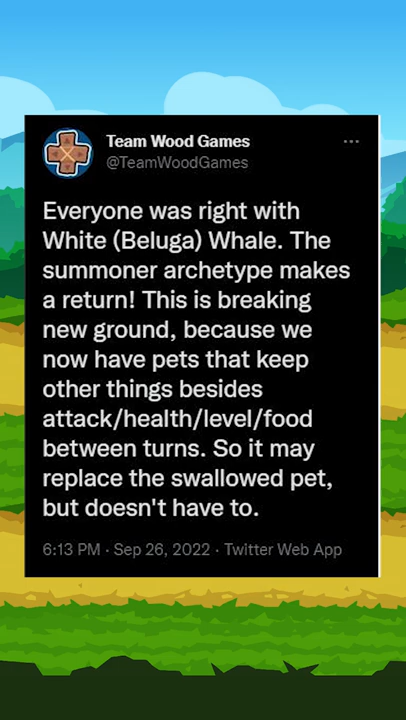 Team Wood Games
@TeamWoodGames
Everyone was right with
White (Beluga) Whale. The
summoner archetype makes
a return! This is breaking
new ground, because we
now have pets that keep
other things besides
attack/health/level/food
between turns. So it may
replace the swallowed pet,
but doesn't have to.
6:13 PM · Sep 26, 2022 · Twitter Web App